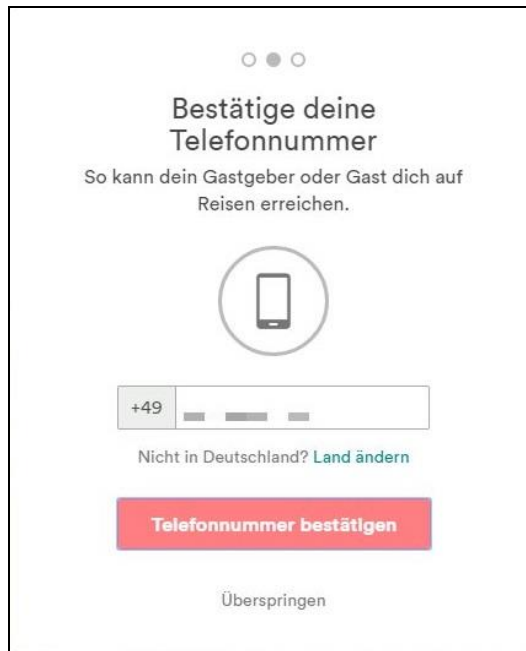 Bestätige deine
Telefonnummer
So kann dein Gastgeber oder Gast dich auf
Reisen erreichen.
+49
Nicht in Deutschland? Land ändern
Telefonnummer bestätigen
Überspringen